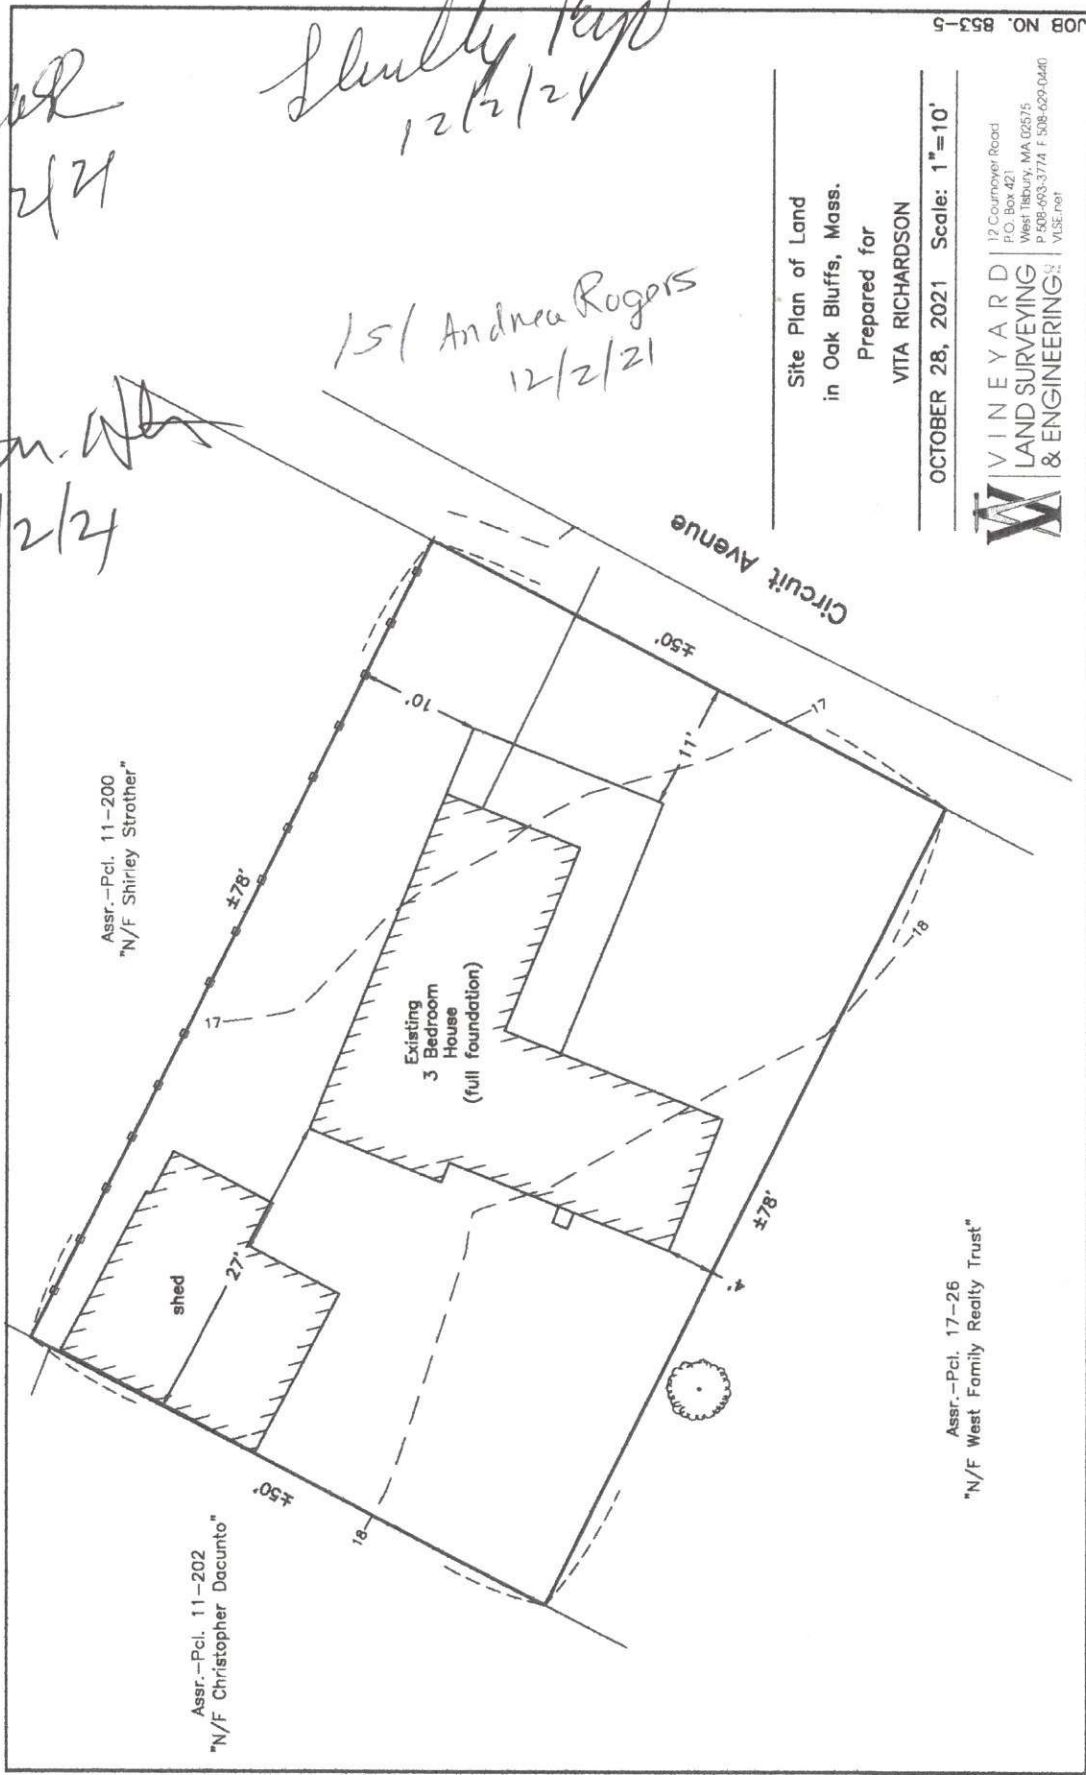 12/2/21
/s/ Andrea Rogers
12/2/21
Assr.-Pcl. 11-200
"N/F Shirley Strother"
Assr.-Pcl. 11-202
"N/F Christopher Dacunto"
Assr.-Pcl. 17-26
"N/F West Family Realty Trust"
±78'
±50'
±78'
±50'
10'
11'
27'
4'
17
17
18
18
shed
Existing
3 Bedroom
House
(full foundation)
Circuit Avenue
Site Plan of Land
in Oak Bluffs, Mass.
Prepared for
VITA RICHARDSON
OCTOBER 28, 2021 Scale: 1"=10'
VINEYARD
LAND SURVEYING
& ENGINEERING
12 Cournoyer Road
P.O. Box 421
West Tisbury, MA 02575
P 508-693-3774 F 508-629-0440
VLSE.net
JOB NO. 853-5